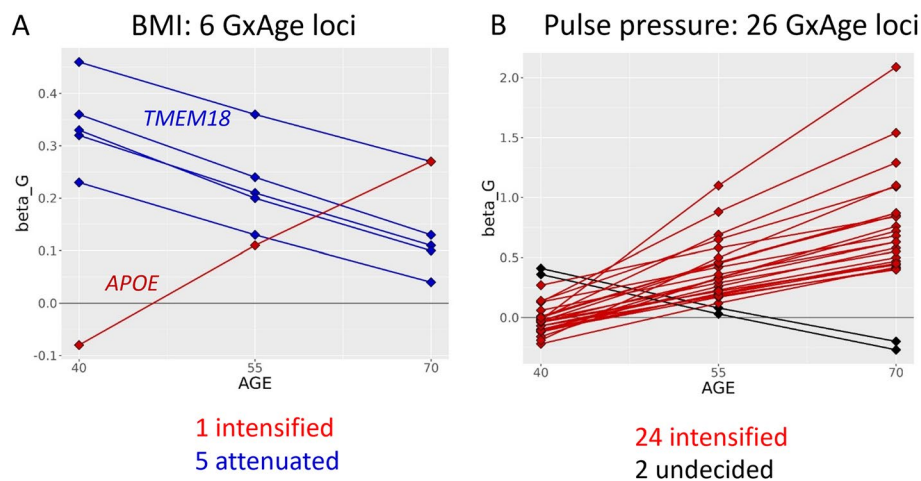 A
BMI: 6 GxAge loci
beta_G
0.4
0.3
0.2
0.1
0.0
-0.1
TMEM18
APOE
40
55
70
AGE
1 intensified
5 attenuated
B
Pulse pressure: 26 GxAge loci
beta_G
2.0
1.5
1.0
0.5
0.0
40
55
70
AGE
24 intensified
2 undecided